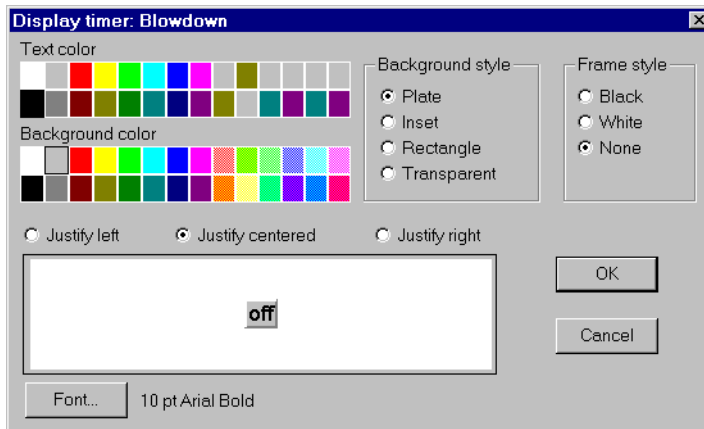 Display timer: Blowdown
Text color
Background color
Background style
Plate
Inset
Rectangle
Transparent
Frame style
Black
White
None
Justify left
Justify centered
Justify right
off
OK
Cancel
Font...
10 pt Arial Bold